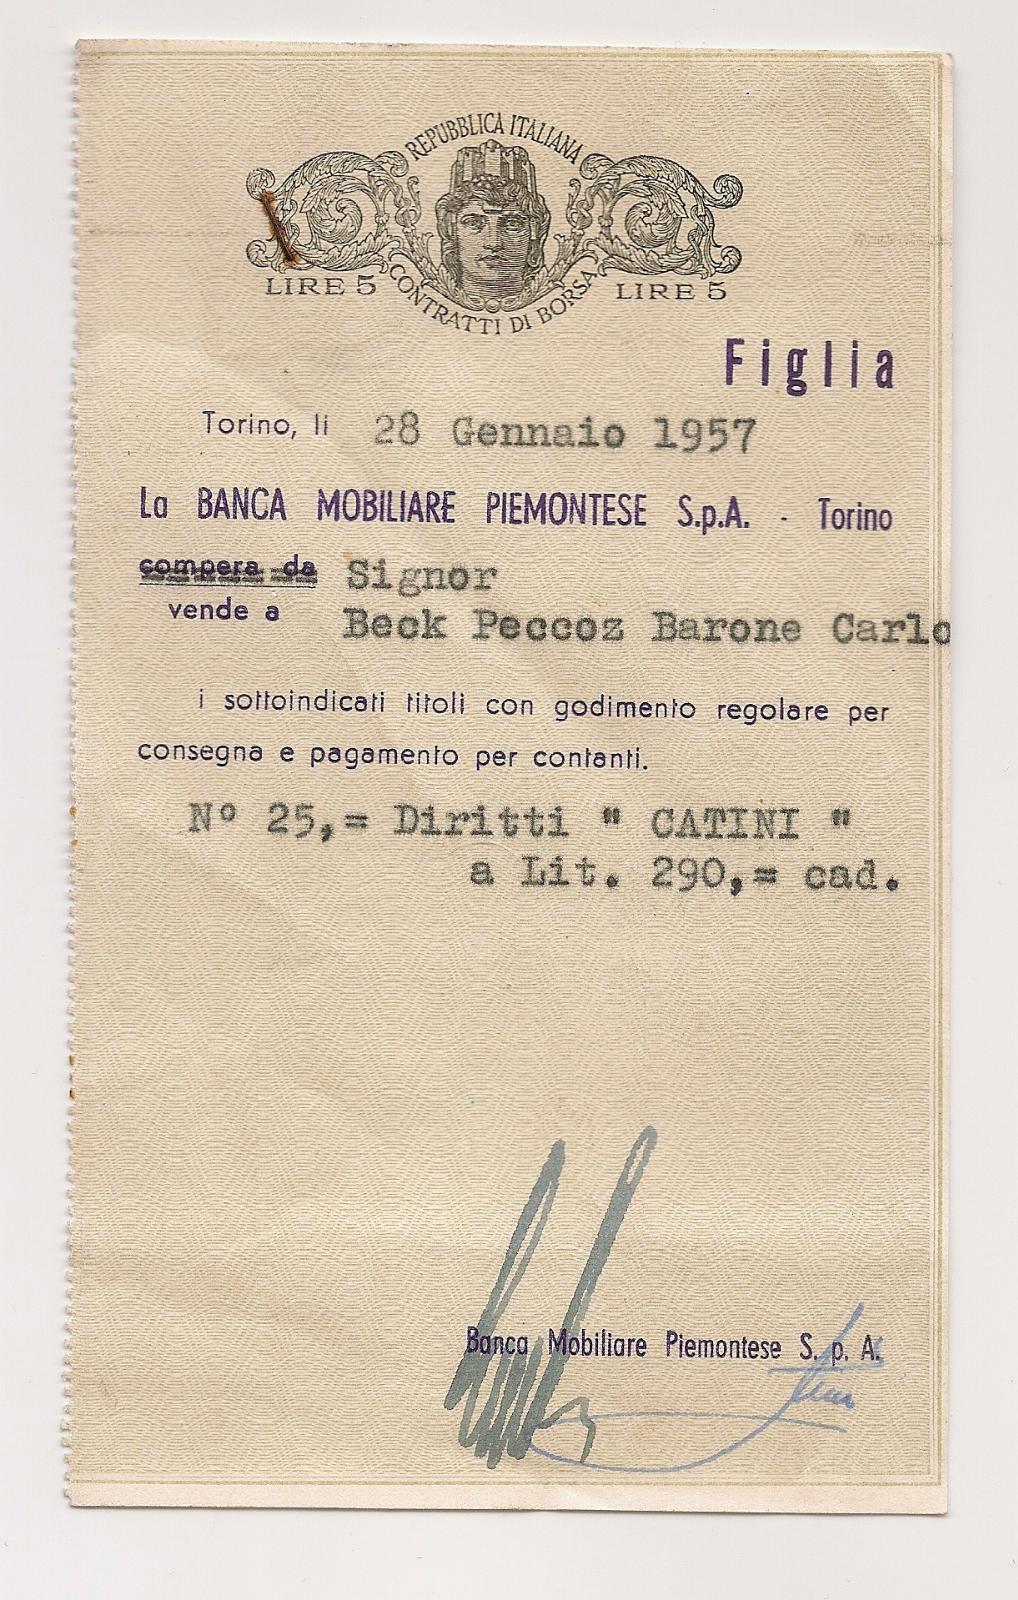 REPUBBLICA ITALIANA
LIRE 5 CONTRATTI DI BORSA LIRE 5
Figlia
Torino, li 28 Gennaio 1957
La BANCA MOBILIARE PIEMONTESE S.p.A. - Torino
compera da Signor
vende a Beck Peccoz Barone Carlo
i sottoindicati titoli con godimento regolare per
consegna e pagamento per contanti.
Nº 25,= Diritti " CATINI "
a Lit. 290,= cad.
Banca Mobiliare Piemontese S. p. A.